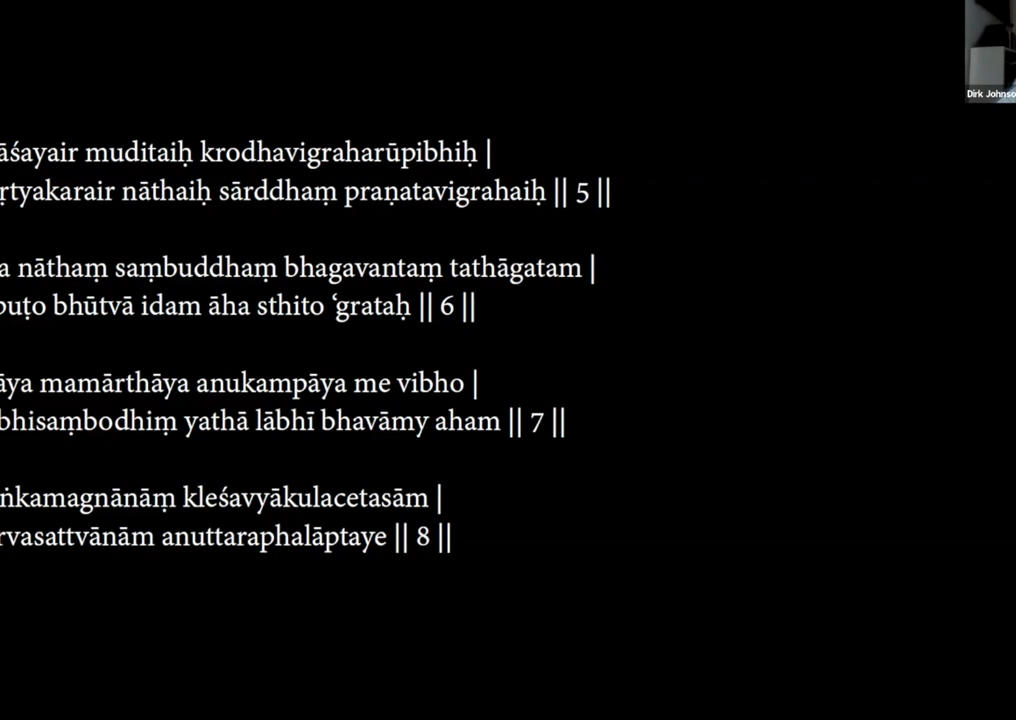 āśayair muditaiḥ krodhavigraharūpibhiḥ |
ṛtyakarair nāthaiḥ sārddhaṃ praṇatavigrahaiḥ || 5 ||
a nāthaṃ saṃbuddhaṃ bhagavantaṃ tathāgatam |
puṭo bhūtvā idam āha sthito ‘grataḥ || 6 ||
āya mamārthāya anukampāya me vibho |
bhisaṃbodhiṃ yathā lābhī bhavāmy aham || 7 ||
ṅkamagnānāṃ kleśavyākulacetasām |
rvasattvānām anuttaraphalāptaye || 8 ||
Dirk Johnso